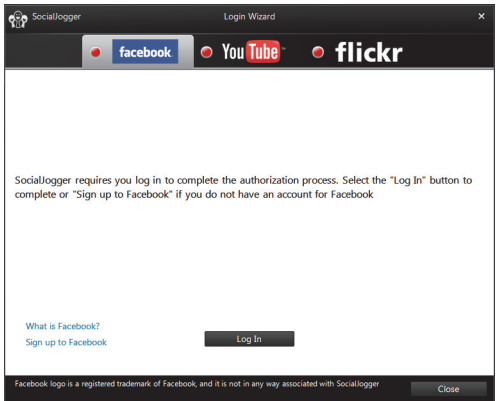 SocialJogger
Login Wizard
facebook
YouTube
flickr
SocialJogger requires you log in to complete the authorization process. Select the "Log In" button to
complete or "Sign up to Facebook" if you do not have an account for Facebook
What is Facebook?
Sign up to Facebook
Log In
Facebook logo is a registered trademark of Facebook, and it is not in any way associated with SocialJogger
Close